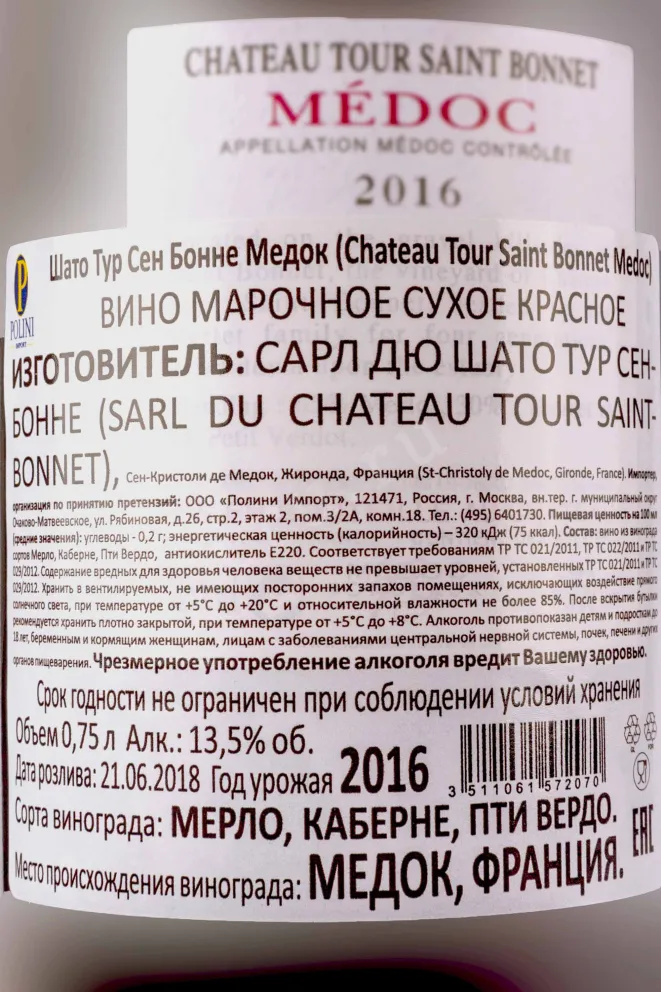 CHATEAU TOUR SAINT BONNET
MÉDOC
APPELLATION MÉDOC CONTRÔLÉE
2016
Шато Тур Сен Бонне Медок (Chateau Tour Saint Bonnet Medoc)
P
POLINI
IMPORT
ВИНО МАРОЧНОЕ СУХОЕ КРАСНОЕ
ИЗГОТОВИТЕЛЬ: САРЛ ДЮ ШАТО ТУР СЕН-
БОННЕ (SARL DU CHATEAU TOUR SAINT-
BONNET), Сен-Кристоли де Медок, Жиронда, Франция (St-Christoly de Medoc, Gironde, France). Импортер,
организация по принятию претензий: ООО «Полини Импорт», 121471, Россия, г. Москва, вн.тер. г. муниципальный округ
Очаково-Матвеевское, ул. Рябиновая, д.26, стр.2, этаж 2, пом.3/2А, комн.18. Тел.: (495) 6401730. Пищевая ценность на 100 мл
(средние значения): углеводы - 0,2 г; энергетическая ценность (калорийность) – 320 кДж (75 ккал). Состав: вино из винограда
сортов Мерло, Каберне, Пти Вердо, антиокислитель Е220. Соответствует требованиям ТР ТС 021/2011, ТР ТС 022/2011 и ТР ТС
029/2012. Содержание вредных для здоровья человека веществ не превышает уровней, установленных ТР ТС 021/2011 и ТР ТС
029/2012. Хранить в вентилируемых, не имеющих посторонних запахов помещениях, исключающих воздействие прямого
солнечного света, при температуре от +5°С до +20°С и относительной влажности не более 85%. После вскрытия бутылки
рекомендуется хранить плотно закрытой, при температуре от +5°С до +8°С. Алкоголь противопоказан детям и подросткам до
18 лет, беременным и кормящим женщинам, лицам с заболеваниями центральной нервной системы, почек, печени и других
органов пищеварения. Чрезмерное употребление алкоголя вредит Вашему здоровью.
Срок годности не ограничен при соблюдении условий хранения
Объем 0,75 л Алк.: 13,5% об.
Дата розлива: 21.06.2018 Год урожая 2016
3 511061 572070
Сорта винограда: МЕРЛО, КАБЕРНЕ, ПТИ ВЕРДО.
EAC
Место происхождения винограда: МЕДОК, ФРАНЦИЯ.